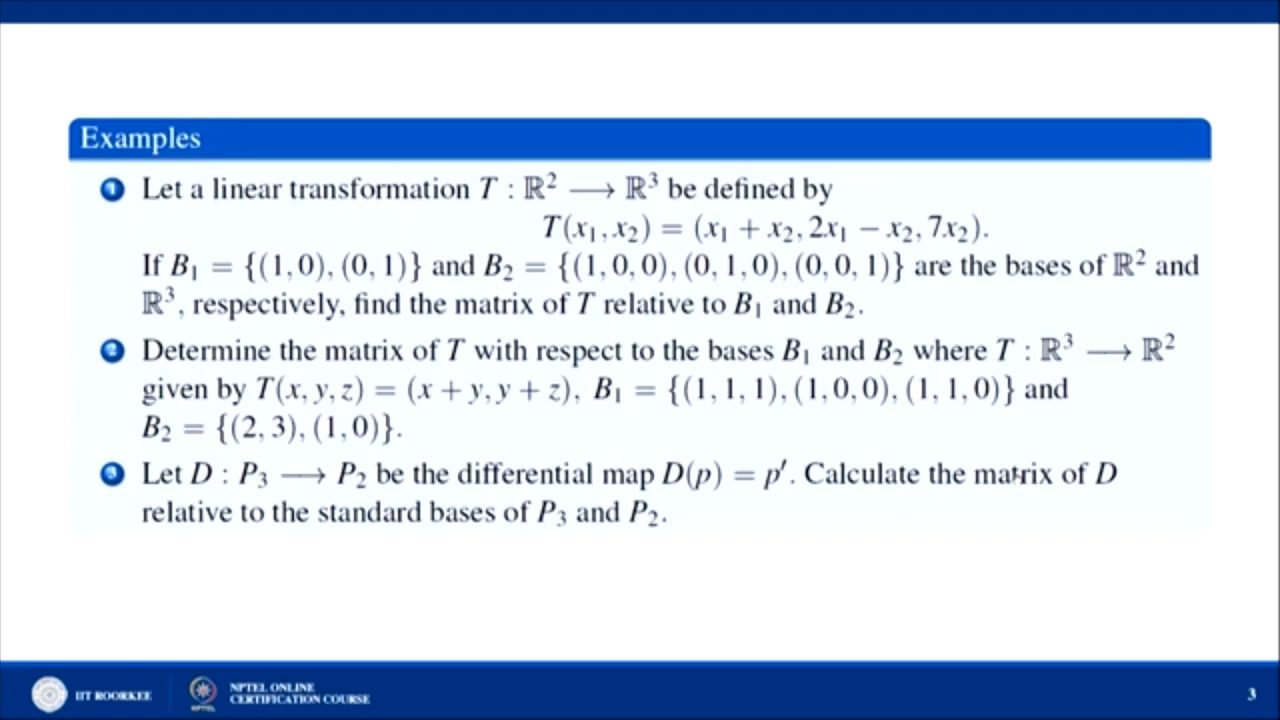 Examples
1 Let a linear transformation T : ℝ² ⟶ ℝ³ be defined by
T(x₁, x₂) = (x₁ + x₂, 2x₁ − x₂, 7x₂).
If B₁ = {(1, 0), (0, 1)} and B₂ = {(1, 0, 0), (0, 1, 0), (0, 0, 1)} are the bases of ℝ² and
ℝ³, respectively, find the matrix of T relative to B₁ and B₂.
2 Determine the matrix of T with respect to the bases B₁ and B₂ where T : ℝ³ ⟶ ℝ²
given by T(x, y, z) = (x + y, y + z), B₁ = {(1, 1, 1), (1, 0, 0), (1, 1, 0)} and
B₂ = {(2, 3), (1, 0)}.
3 Let D : P₃ ⟶ P₂ be the differential map D(p) = p′. Calculate the matrix of D
relative to the standard bases of P₃ and P₂.
IIT ROORKEE
NPTEL
NPTEL ONLINE
CERTIFICATION COURSE
3